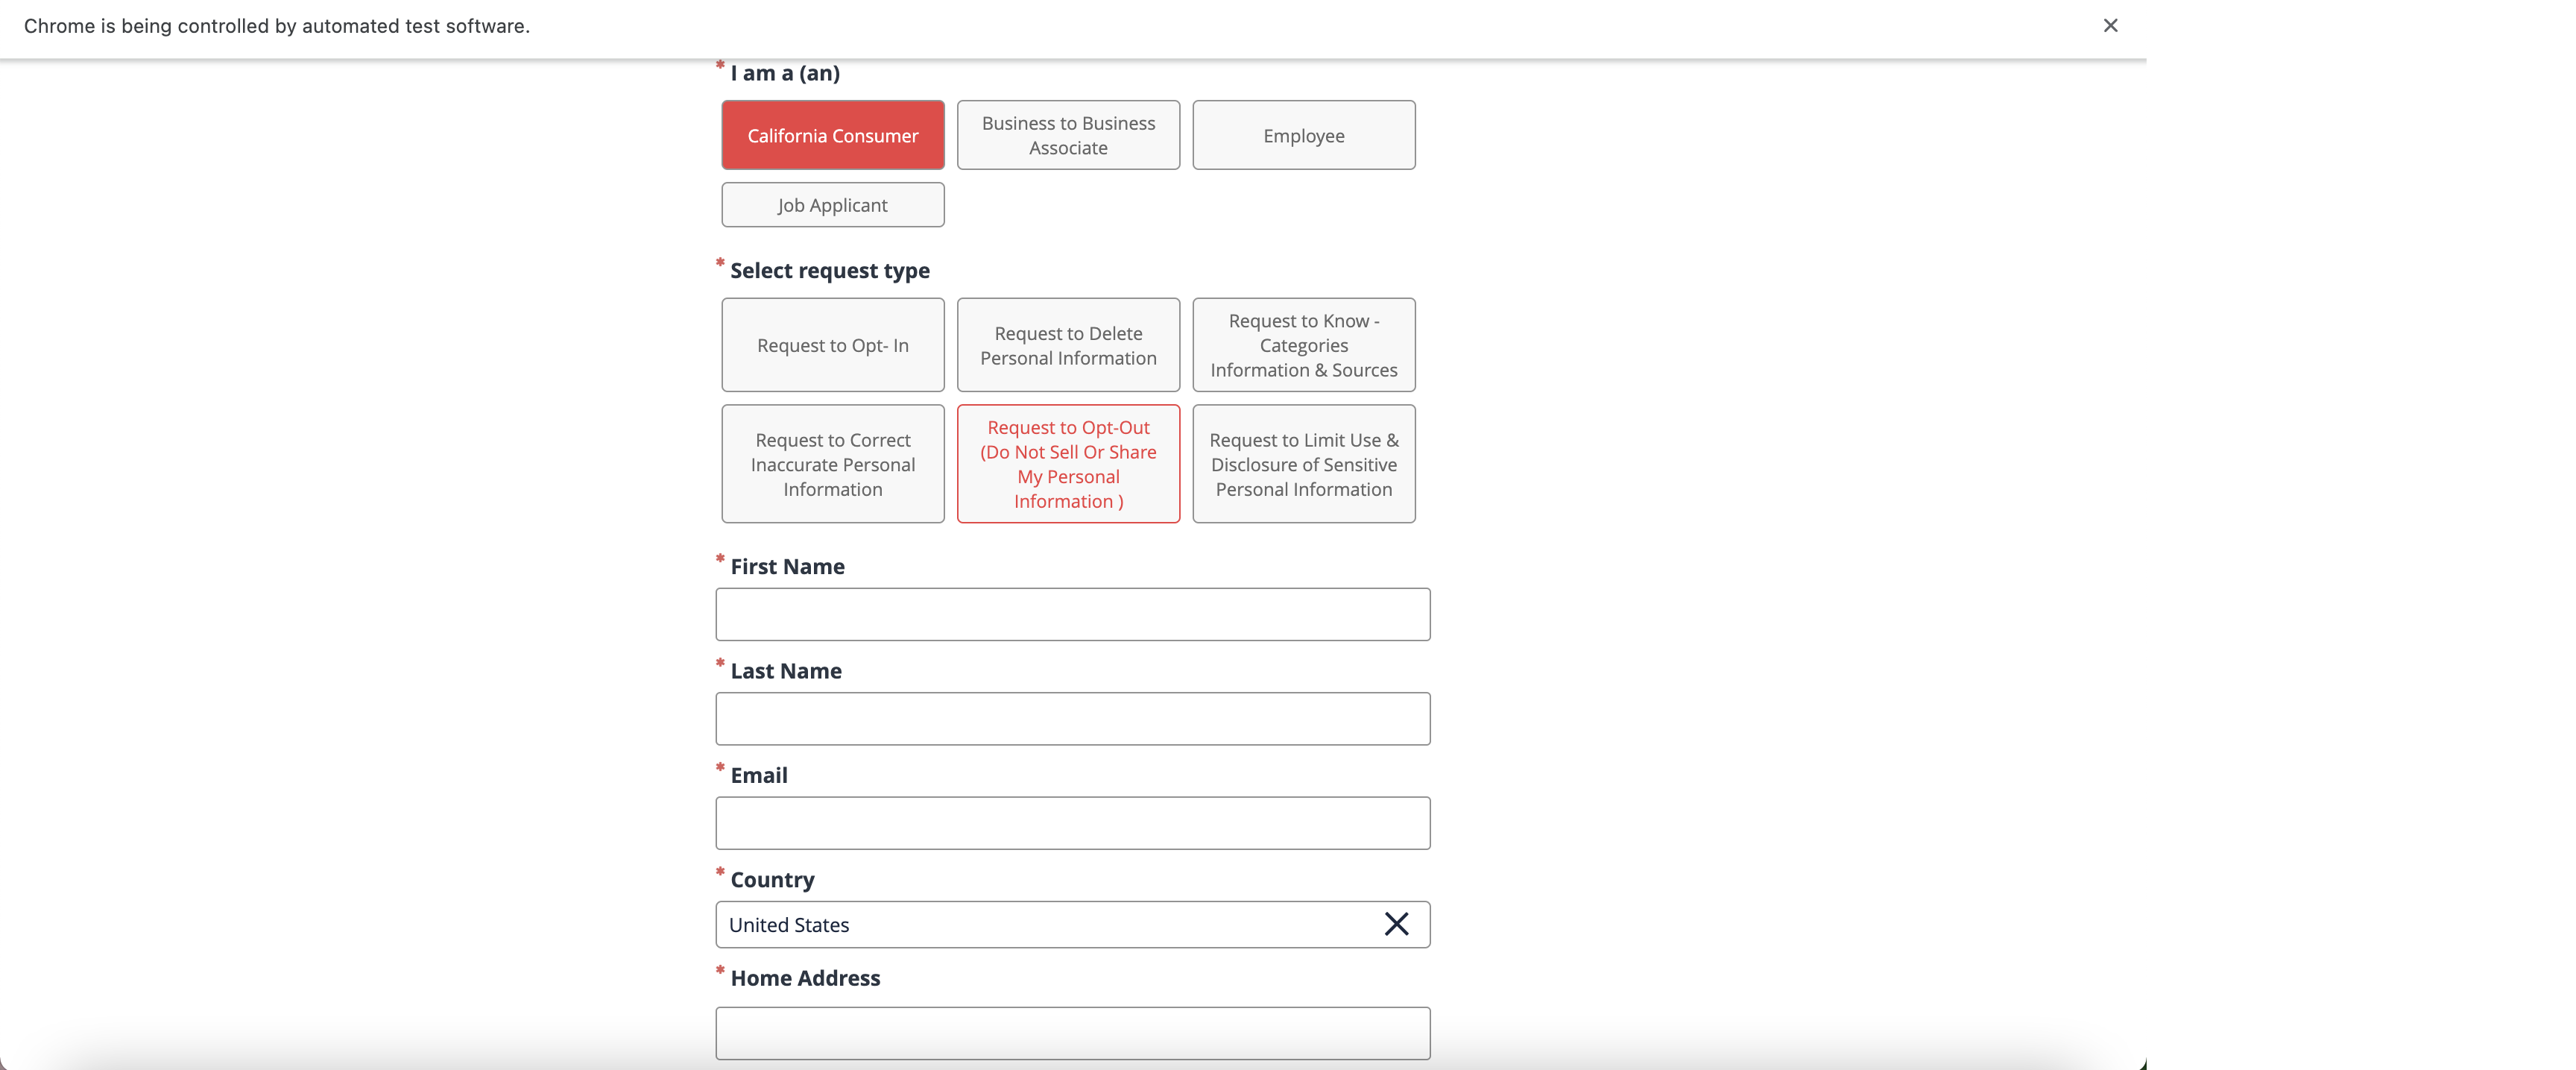 Chrome is being controlled by automated test software.
* I am a (an)
California Consumer
Business to Business
Associate
Employee
Job Applicant
* Select request type
Request to Opt- In
Request to Delete
Personal Information
Request to Know -
Categories
Information & Sources
Request to Correct
Inaccurate Personal
Information
Request to Opt-Out
(Do Not Sell Or Share
My Personal
Information )
Request to Limit Use &
Disclosure of Sensitive
Personal Information
* First Name
* Last Name
* Email
* Country
United States
* Home Address